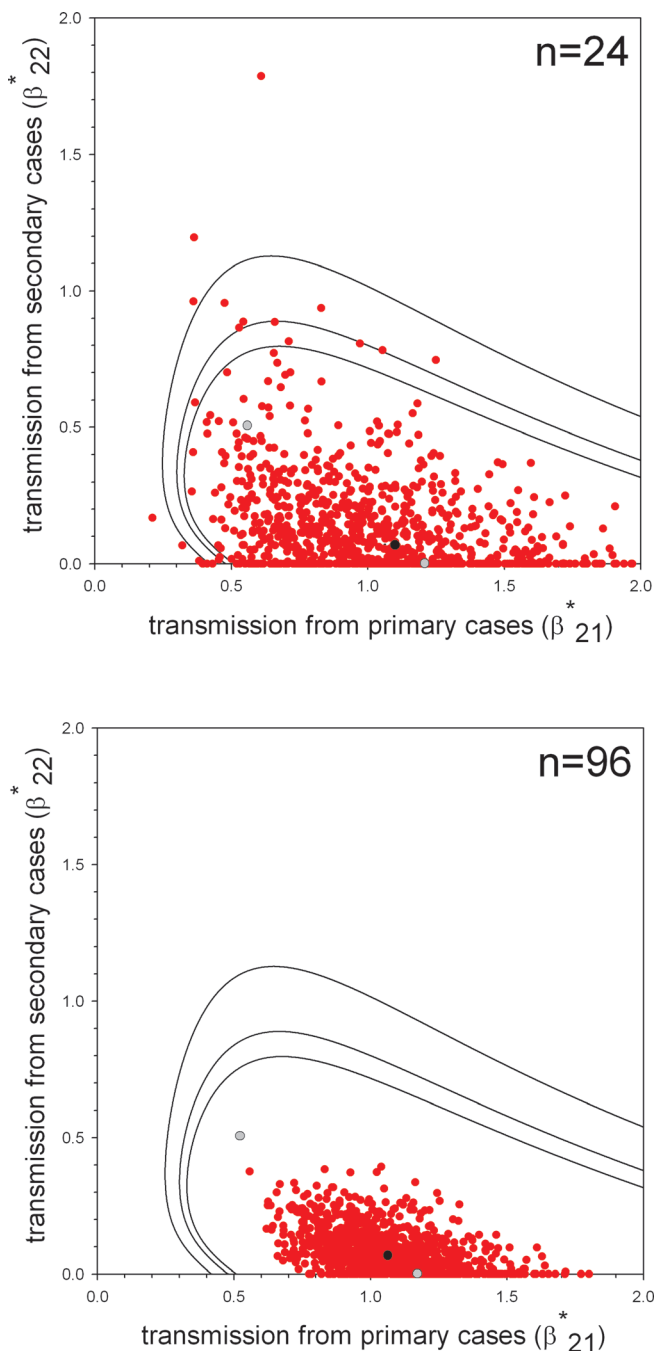 2.0
n=24
1.5
1.0
0.5
0.0
transmission from secondary cases (β*22)
0.0 0.5 1.0 1.5 2.0
transmission from primary cases (β*21)
2.0
n=96
1.5
1.0
0.5
0.0
transmission from secondary cases (β*22)
0.0 0.5 1.0 1.5 2.0
transmission from primary cases (β*21)